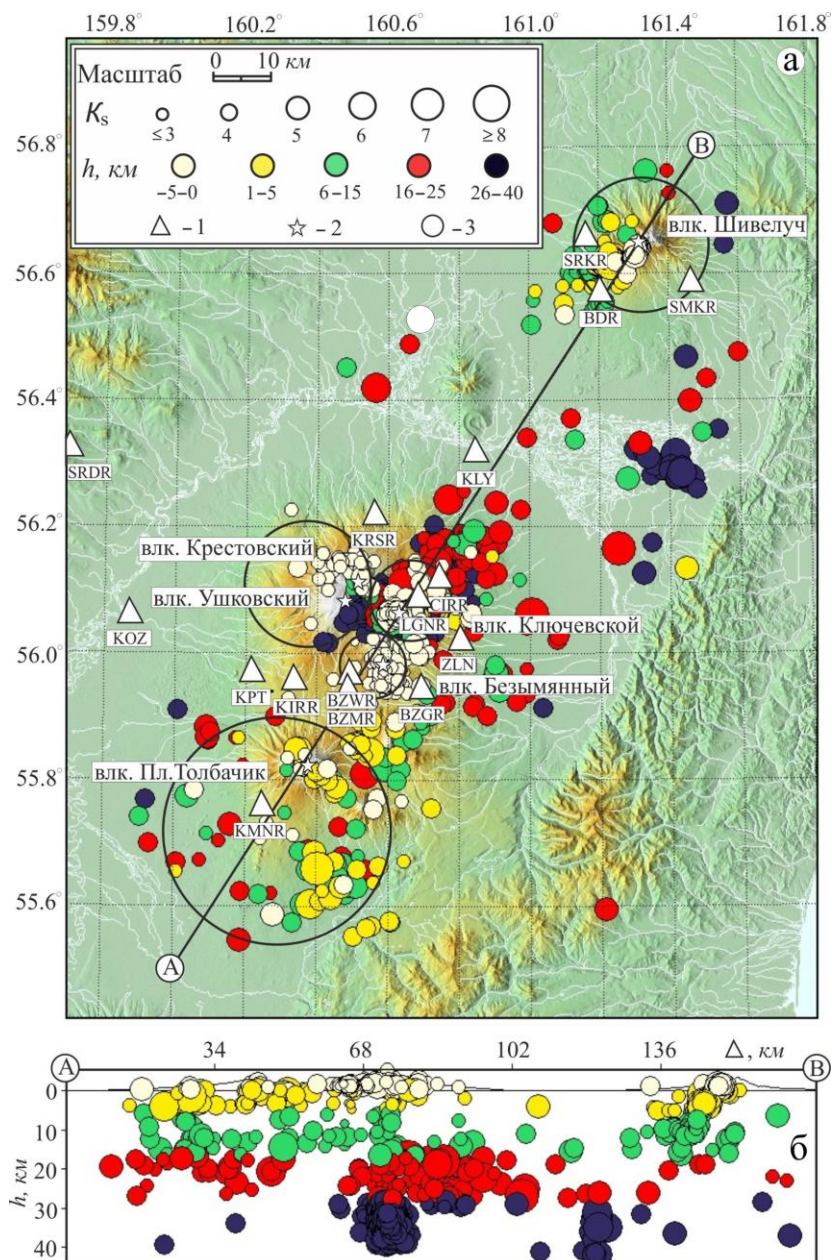 159.8° 160.2° 160.6° 161.0° 161.4° 161.8°
а
Масштаб 0 10 км
Ks
≤3 4 5 6 7 ≥8
h, км
–5–0 1–5 6–15 16–25 26–40
–1 –2 –3
56.8°
B
влк. Шивелуч
SRKR
56.6°
SMKR
BDR
56.4°
SRDR
KLY
56.2°
KRSR
влк. Крестовский
CIRR
влк. Ушковский
KOZ
LGNR
влк. Ключевской
56.0°
ZLN
KPT
KIRR
BZWR
влк. Безымянный
BZMR
BZGR
55.8°
влк. Пл.Толбачик
KMNR
55.6°
A
A 34 68 102 136 Δ, км B
0
10
б
20
h, км
30
40